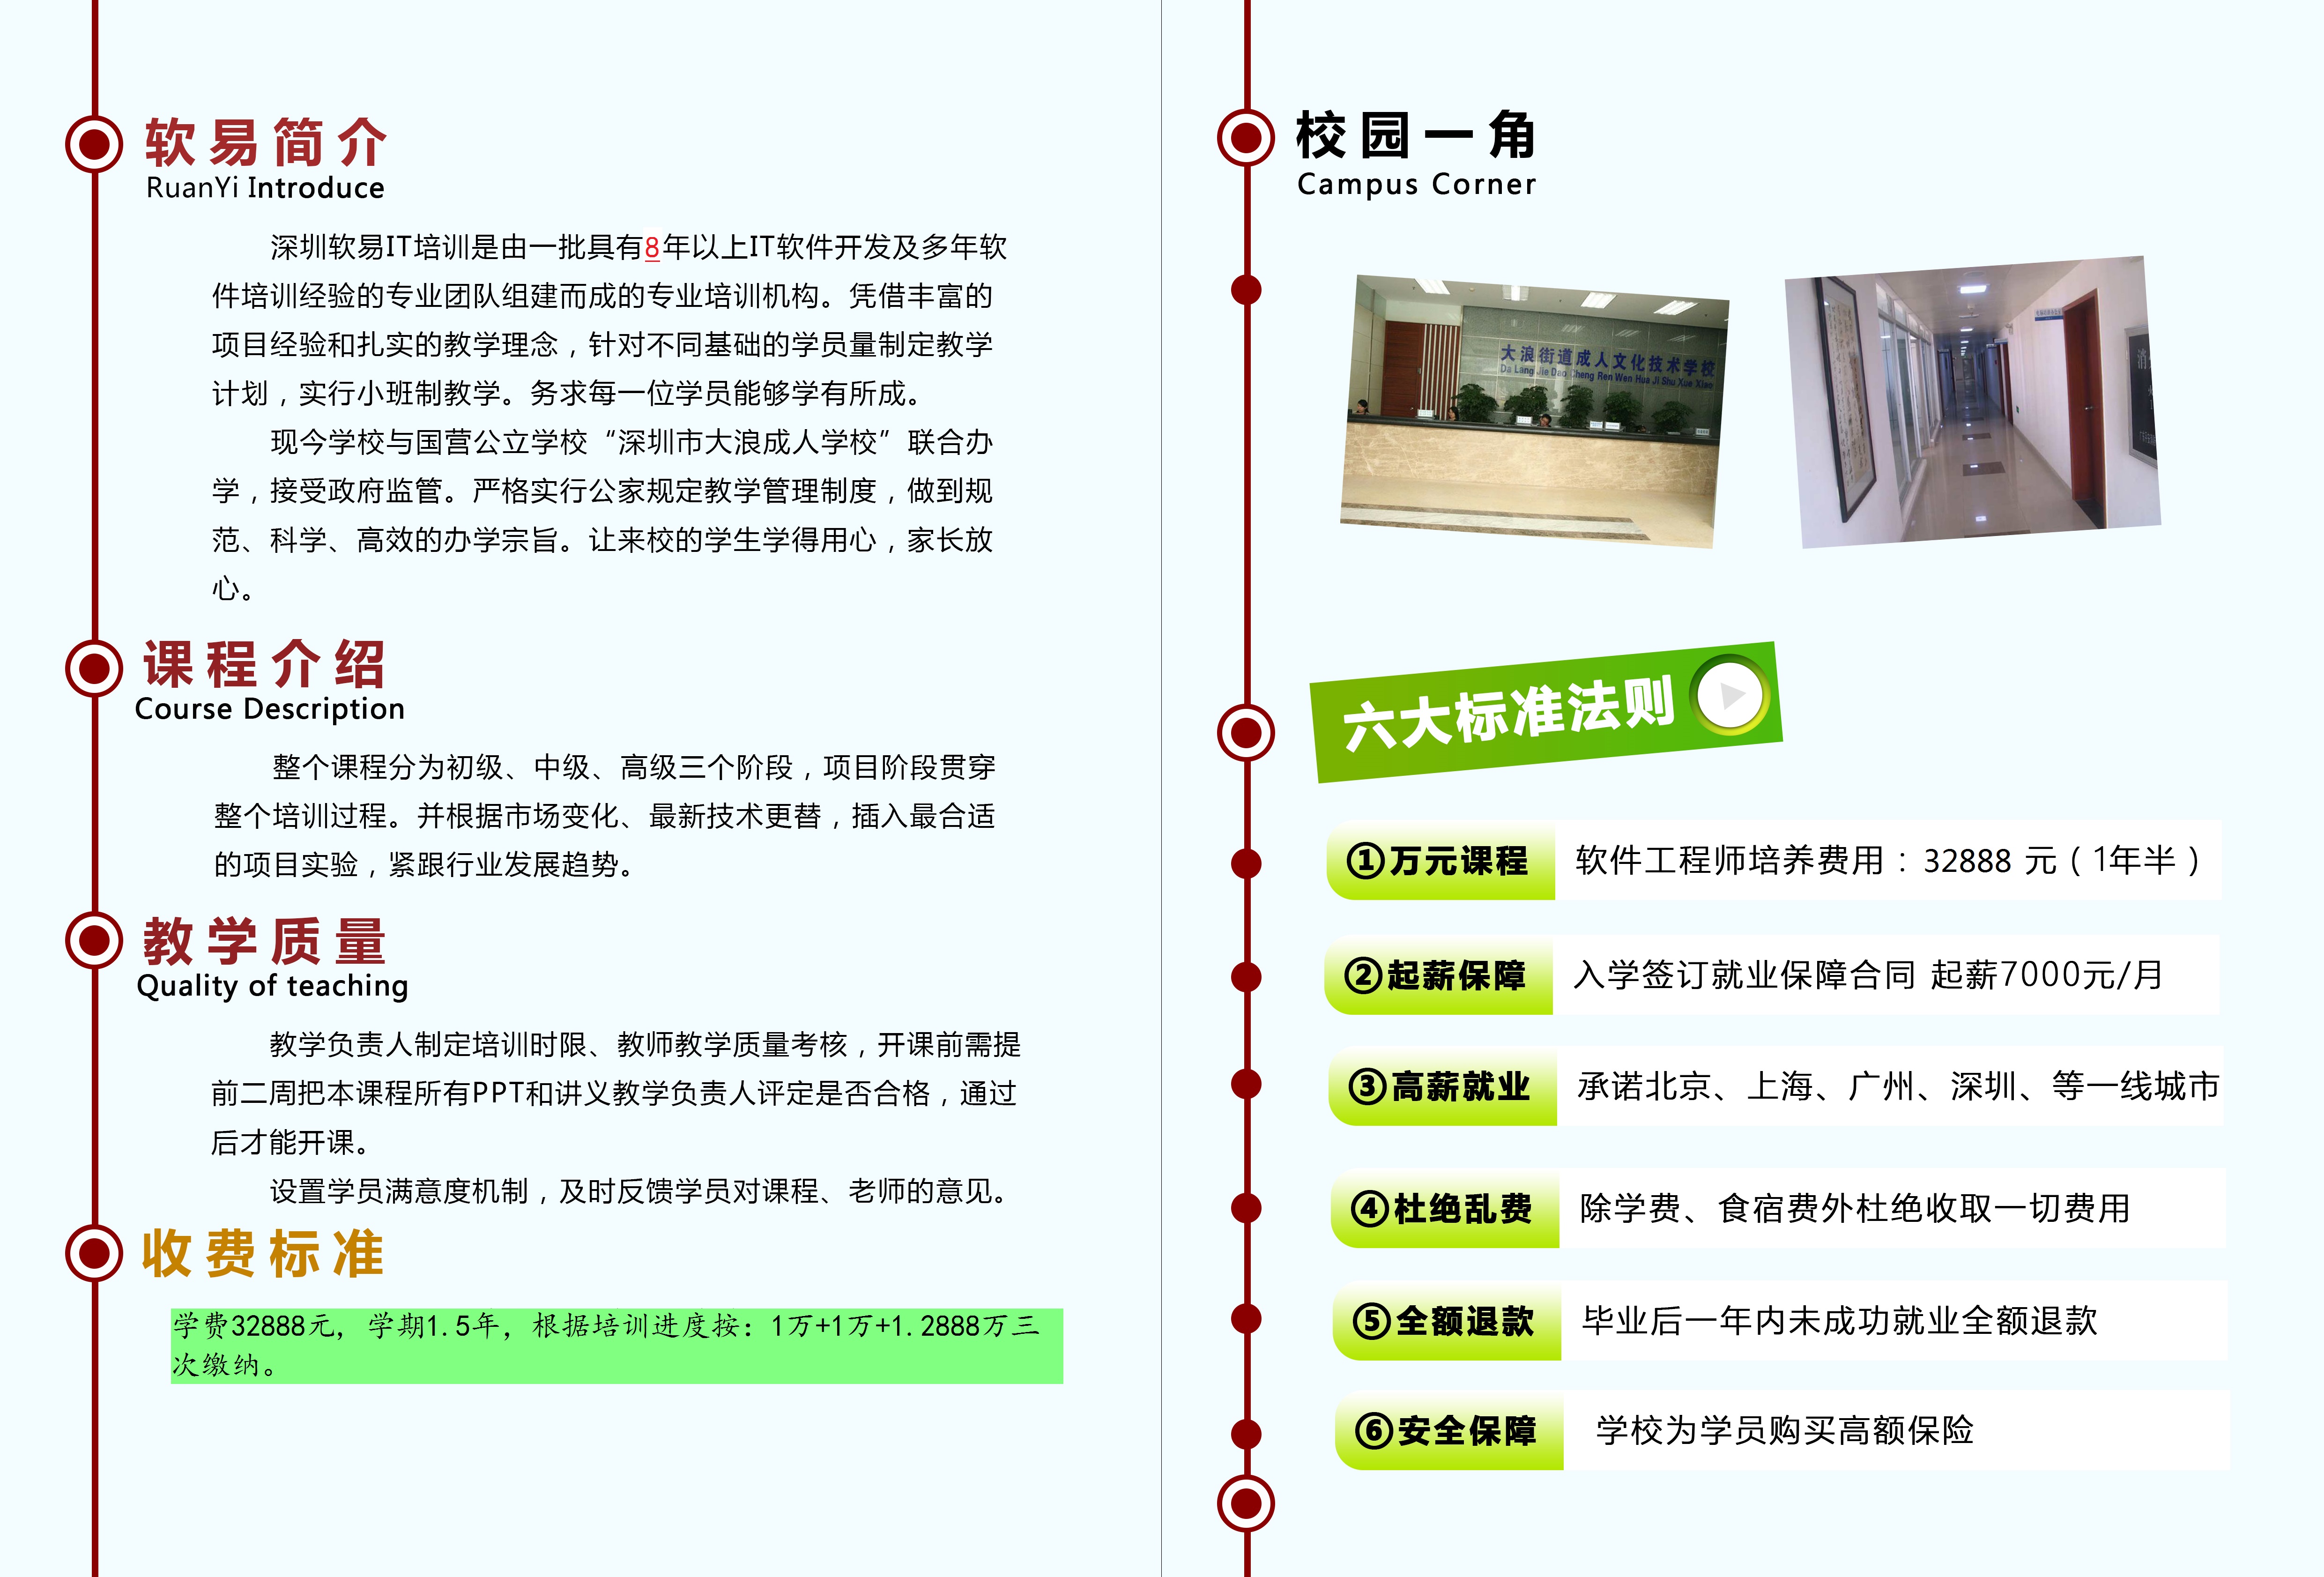 软易简介
RuanYi Introduce
深圳软易IT培训是由一批具有8年以上IT软件开发及多年软
件培训经验的专业团队组建而成的专业培训机构。凭借丰富的
项目经验和扎实的教学理念，针对不同基础的学员量制定教学
计划，实行小班制教学。务求每一位学员能够学有所成。
现今学校与国营公立学校“深圳市大浪成人学校”联合办
学，接受政府监管。严格实行公家规定教学管理制度，做到规
范、科学、高效的办学宗旨。让来校的学生学得用心，家长放
心。
课程介绍
Course Description
整个课程分为初级、中级、高级三个阶段，项目阶段贯穿
整个培训过程。并根据市场变化、最新技术更替，插入最合适
的项目实验，紧跟行业发展趋势。
教学质量
Quality of teaching
教学负责人制定培训时限、教师教学质量考核，开课前需提
前二周把本课程所有PPT和讲义教学负责人评定是否合格，通过
后才能开课。
设置学员满意度机制，及时反馈学员对课程、老师的意见。
收费标准
学费32888元，学期1.5年，根据培训进度按：1万+1万+1.2888万三
次缴纳。
校园一角
Campus Corner
大浪街道成人文化技术学校
Da Lang Jie Dao Cheng Ren Wen Hua Ji Shu Xue Xiao
六大标准法则
①万元课程 软件工程师培养费用：32888 元（1年半）
②起薪保障 入学签订就业保障合同 起薪7000元/月
③高薪就业 承诺北京、上海、广州、深圳、等一线城市
④杜绝乱费 除学费、食宿费外杜绝收取一切费用
⑤全额退款 毕业后一年内未成功就业全额退款
⑥安全保障 学校为学员购买高额保险